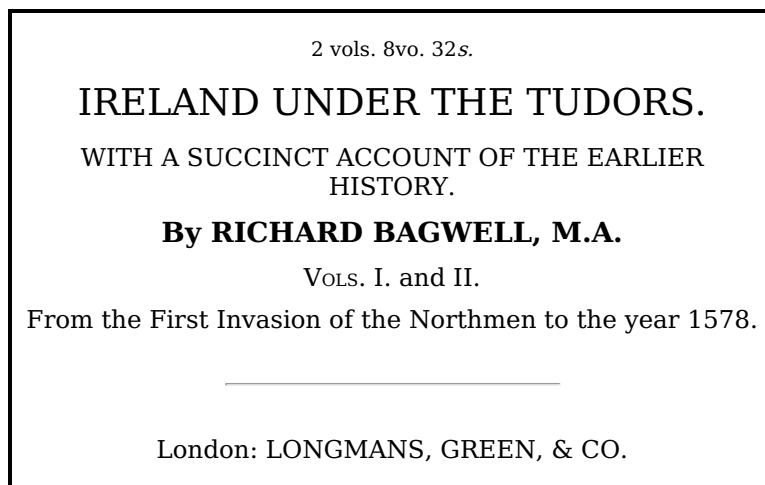 2 vols. 8vo. 32s.
IRELAND UNDER THE TUDORS.
WITH A SUCCINCT ACCOUNT OF THE EARLIER
HISTORY.
By RICHARD BAGWELL, M.A.
Vols. I. and II.
From the First Invasion of the Northmen to the year 1578.
London: LONGMANS, GREEN, & CO.